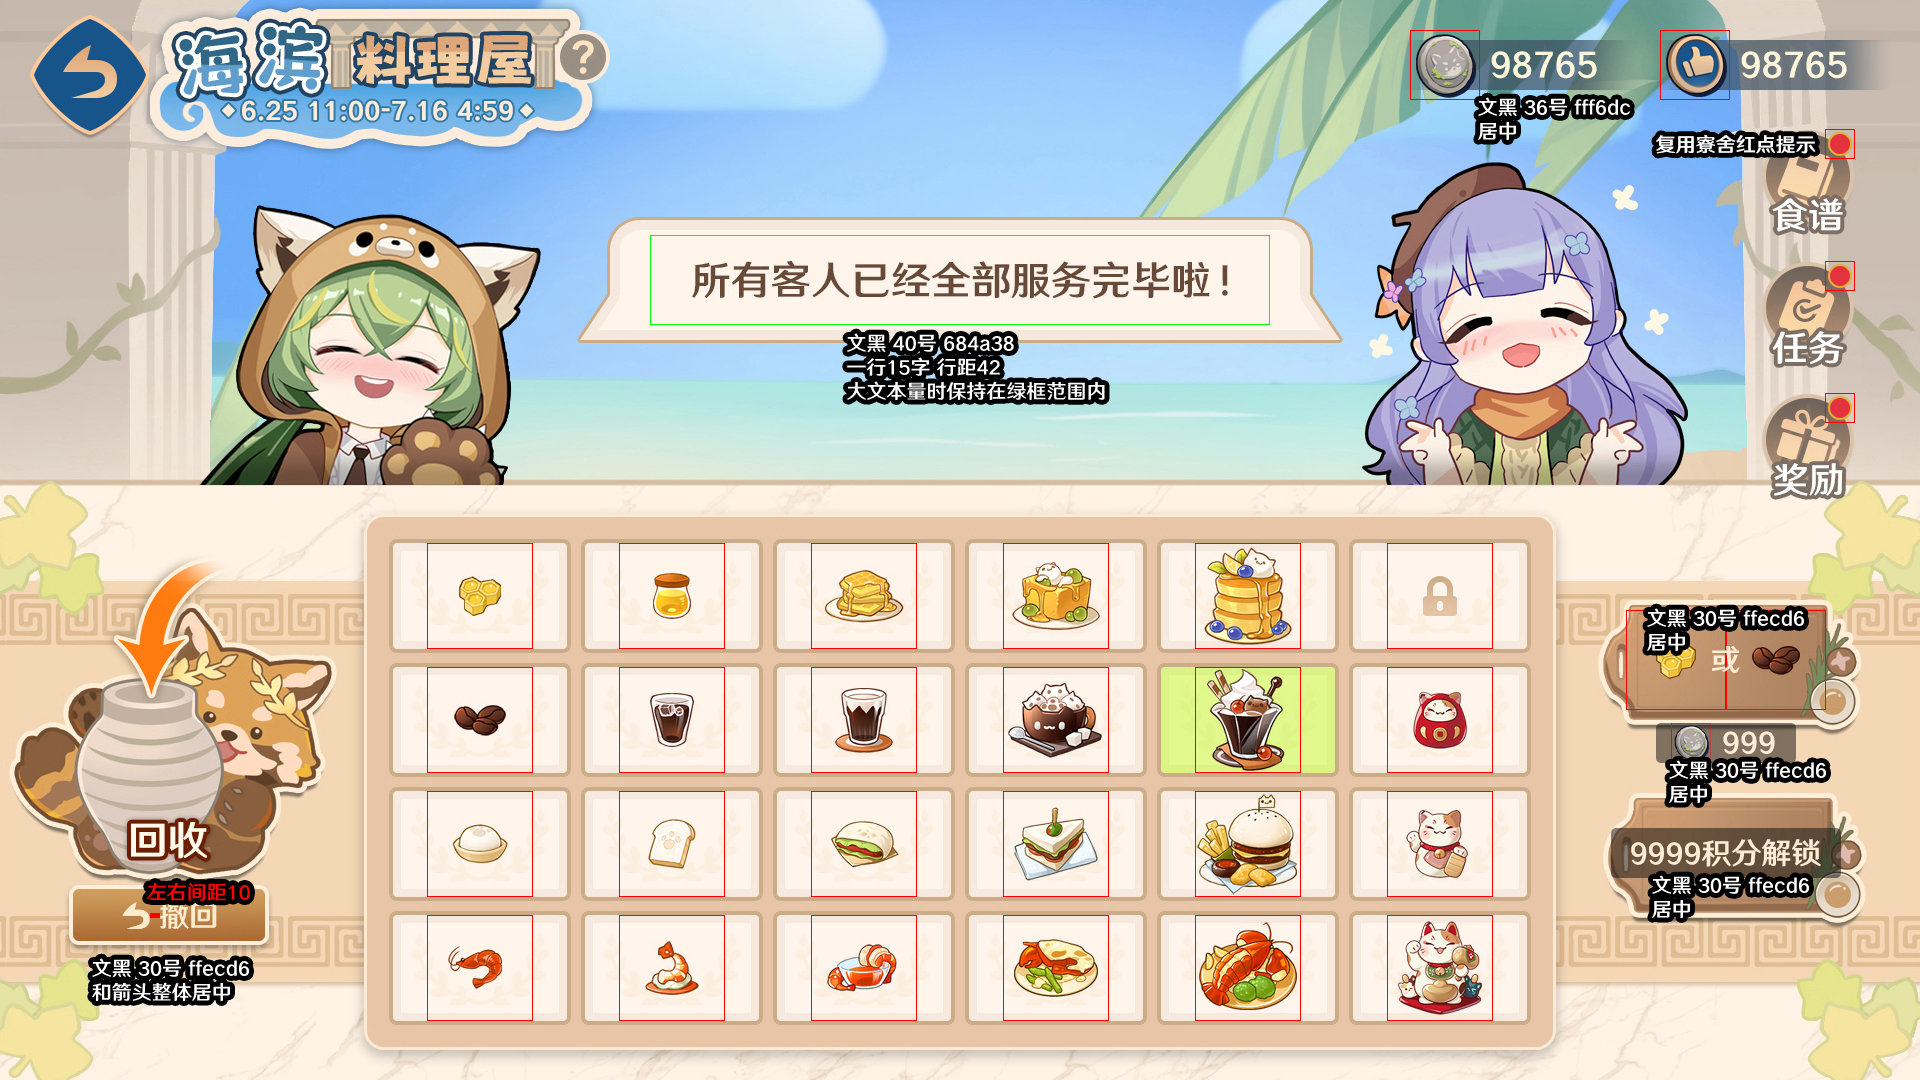 海滨 料理屋
?
6.25 11:00-7.16 4:59
98765
98765
文黑 36号 fff6dc
居中
复用寮舍红点提示
食谱
任务
奖励
所有客人已经全部服务完毕啦！
文黑 40号 684a38
一行15字 行距42
大文本量时保持在绿框范围内
回收
左右间距10
撤回
文黑 30号 ffecd6
和箭头整体居中
文黑 30号 ffecd6
居中
或
999
文黑 30号 ffecd6
居中
9999积分解锁
文黑 30号 ffecd6
居中